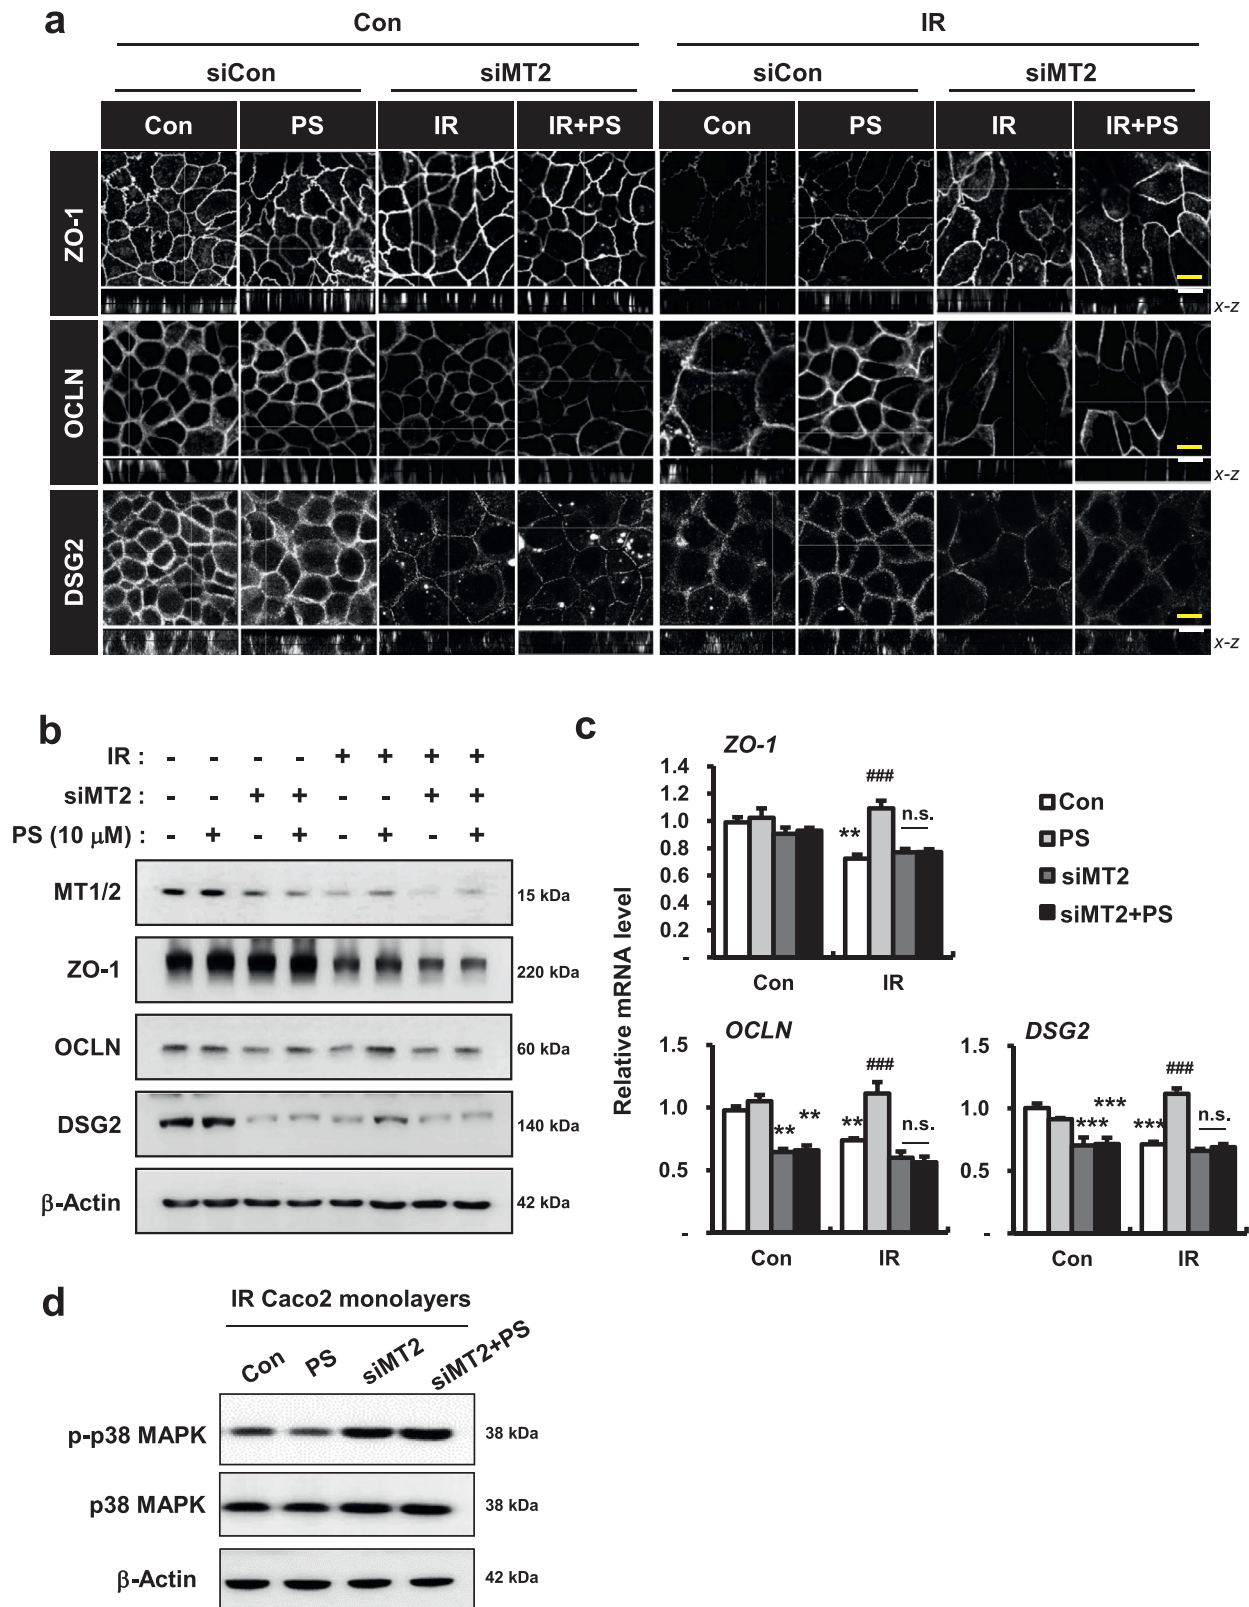 a
Con IR
siCon siMT2 siCon siMT2
Con PS IR IR+PS Con PS IR IR+PS
ZO-1
x-z
OCLN
x-z
DSG2
x-z
b
IR : - - - - + + + +
siMT2 : - - + + - - + +
PS (10 μM) : - + - + - + - +
MT1/2 15 kDa
ZO-1 220 kDa
OCLN 60 kDa
DSG2 140 kDa
β-Actin 42 kDa
c
Relative mRNA level
ZO-1
1.4
1.2
1.0
0.8
0.6
0.4
0.2
-
** ### n.s.
Con IR
Con
PS
siMT2
siMT2+PS
OCLN
1.5
1.0
0.5
-
** ** ** ### n.s.
Con IR
DSG2
1.5
1.0
0.5
-
*** *** *** ### n.s.
Con IR
d
IR Caco2 monolayers
Con PS siMT2 siMT2+PS
p-p38 MAPK 38 kDa
p38 MAPK 38 kDa
β-Actin 42 kDa